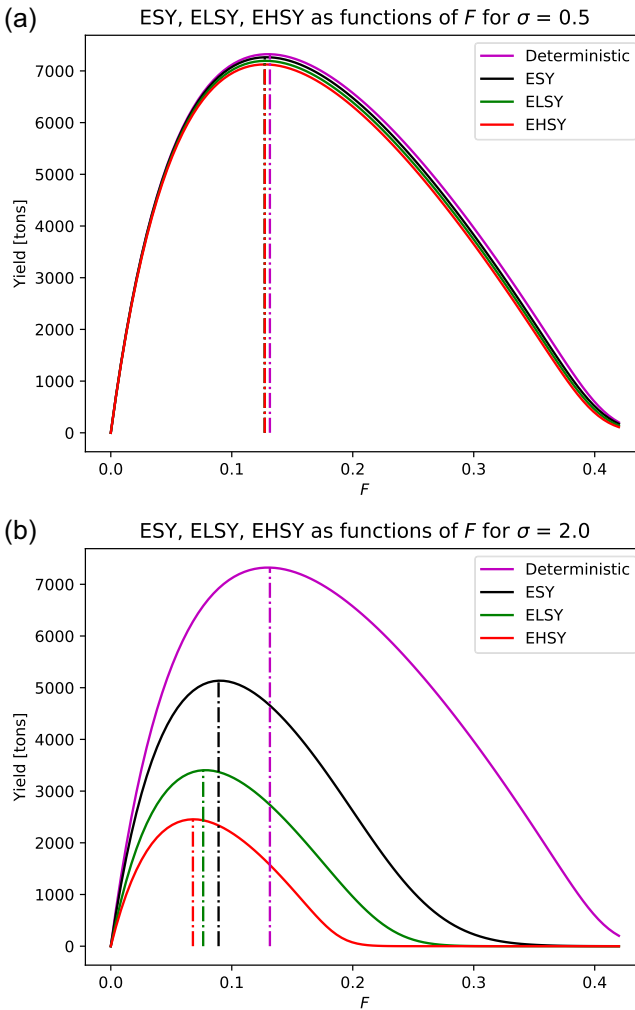 (a)
ESY, ELSY, EHSY as functions of F for σ = 0.5
Deterministic
ESY
ELSY
EHSY
Yield [tons]
7000
6000
5000
4000
3000
2000
1000
0
0.0 0.1 0.2 0.3 0.4
F
(b)
ESY, ELSY, EHSY as functions of F for σ = 2.0
Deterministic
ESY
ELSY
EHSY
Yield [tons]
7000
6000
5000
4000
3000
2000
1000
0
0.0 0.1 0.2 0.3 0.4
F